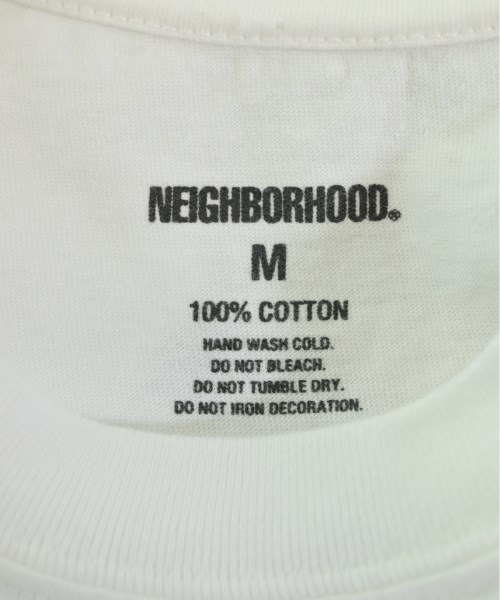 NEIGHBORHOOD®
M
100% COTTON
HAND WASH COLD.
DO NOT BLEACH.
DO NOT TUMBLE DRY.
DO NOT IRON DECORATION.